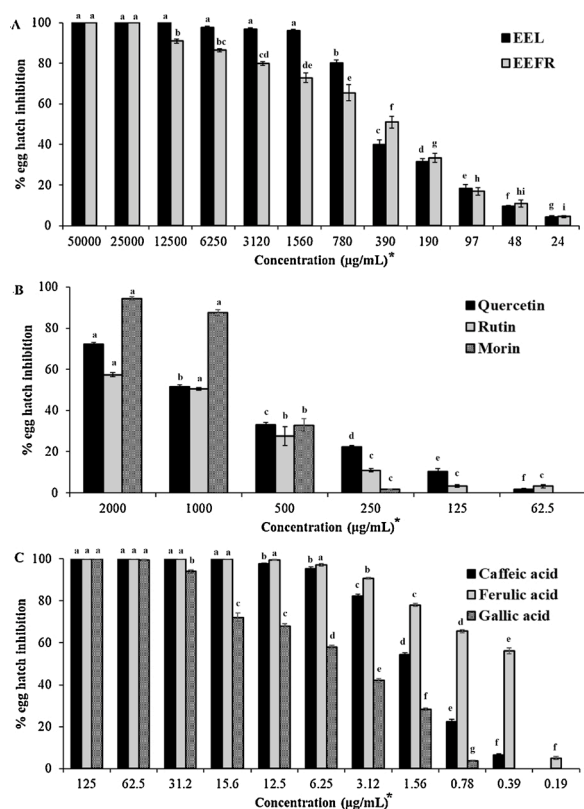 A
% egg hatch inhibition
100
80
60
40
20
0
a a a a a a a b
b bc cd de e c f d g e h f hi g i
EEL
EEFR
50000 25000 12500 6250 3120 1560 780 390 190 97 48 24
Concentration (µg/mL)*
B
% egg hatch inhibition
100
80
60
40
20
0
a a a b a a c b b d c c e c f c
Quercetin
Rutin
Morin
2000 1000 500 250 125 62.5
Concentration (µg/mL)*
C
% egg hatch inhibition
100
80
60
40
20
0
a a a a a a a a b a a c b a c b a d c b e b a f e d g f e f
Caffeic acid
Ferulic acid
Gallic acid
125 62.5 31.2 15.6 12.5 6.25 3.12 1.56 0.78 0.39 0.19
Concentration (µg/mL)*